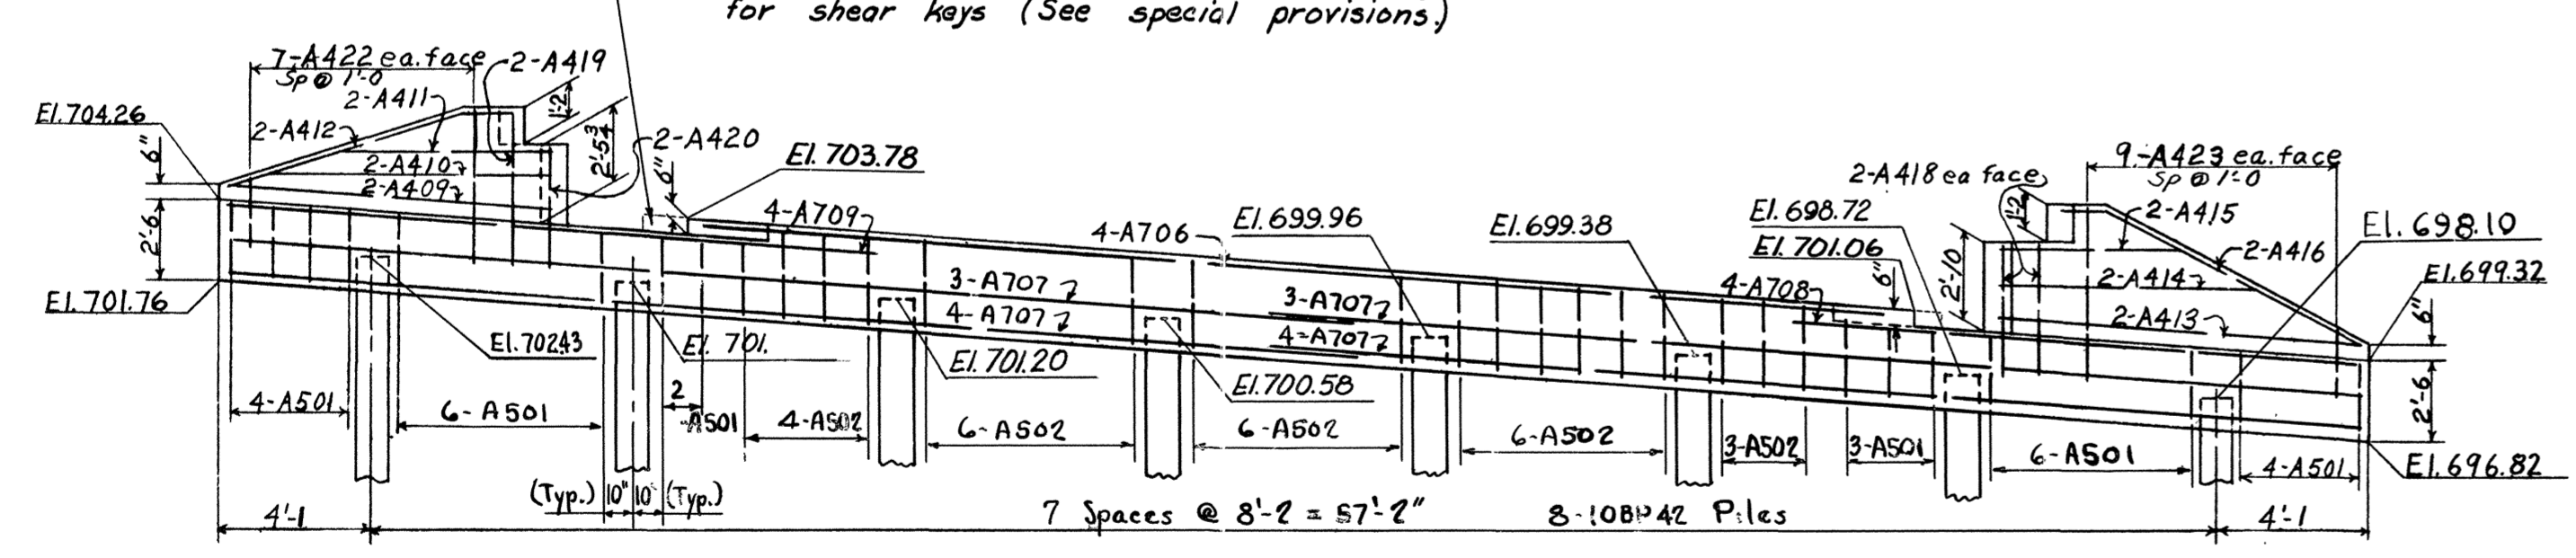 for shear keys (See special provisions.)
7-A422 ea. face
Sp @ 1'-0
2-A419
2-A411
El. 704.26
2-A412
1'-2
2'-5¾
2-A420
6"
2-A410
2-A409
6"
El. 703.78
2'-6
4-A709
El. 701.76
El. 702.43
El. 701.
El. 701.20
3-A707
4-A707
4-A706
El. 699.96
El. 700.58
3-A707
4-A707
El. 699.38
4-A708
El. 698.72
El. 701.06
6"
2-A418 ea face
9-A423 ea. face
Sp @ 1'-0
1'-2
2-A415
2'-10
2-A416
2-A414
2-A413
El. 698.10
El. 699.32
6"
2'-6
El. 696.82
4-A501
6-A501
2
-A501
4-A502
6-A502
6-A502
6-A502
3-A502
3-A501
6-A501
4-A501
(Typ.) 10" 10" (Typ.)
4'-1
7 Spaces @ 8'-2 = 57'-2"
8-10BP42 Piles
4'-1